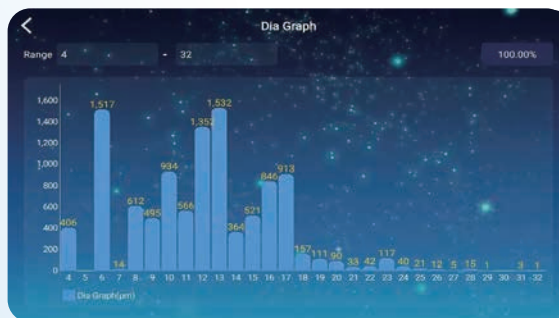 Dia Graph
Range 4 - 32 100.00%
1,600
1,400
1,200
1,000
800
600
400
200
0
406 1,517 14 612 495 934 566 1,352 1,532 364 521 846 913 157 111 90 33 42 117 40 21 12 5 15 1 3 1
4 5 6 7 8 9 10 11 12 13 14 15 16 17 18 19 20 21 22 23 24 25 26 27 28 29 30 31 32
Dia Graph(μm)